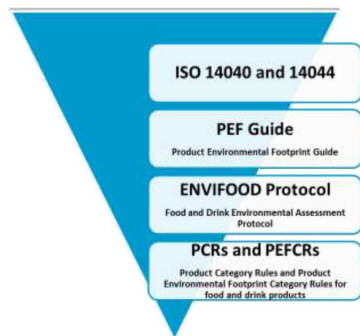 ISO 14040 and 14044
PEF Guide
Product Environmental Footprint Guide
ENVIFOOD Protocol
Food and Drink Environmental Assessment
Protocol
PCRs and PEFCRs
Product Category Rules and Product
Environmental Footprint Category Rules for
food and drink products